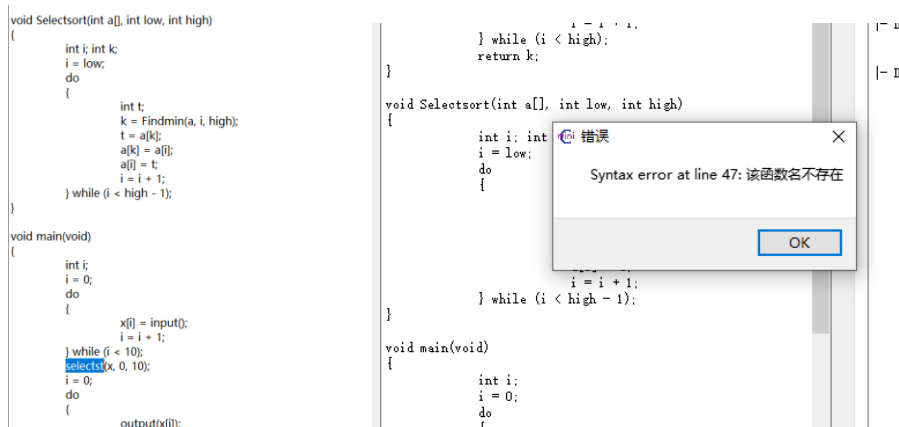 void Selectsort(int a[], int low, int high)
{
int i; int k;
i = low;
do
{
int t;
k = Findmin(a, i, high);
t = a[k];
a[k] = a[i];
a[i] = t;
i = i + 1;
} while (i < high - 1);
}
void main(void)
{
int i;
i = 0;
do
{
x[i] = input();
i = i + 1;
} while (i < 10);
selectst(x, 0, 10);
i = 0;
do
{
output(x[i]);
i = i + 1;
} while (i < high);
return k;
}
void Selectsort(int a[], int low, int high)
{
int i; int
i = low;
do
{
i = i + 1;
} while (i < high - 1);
}
void main(void)
{
int i;
i = 0;
do
{
mini C 错误
Syntax error at line 47: 该函数名不存在
OK
|-
|-